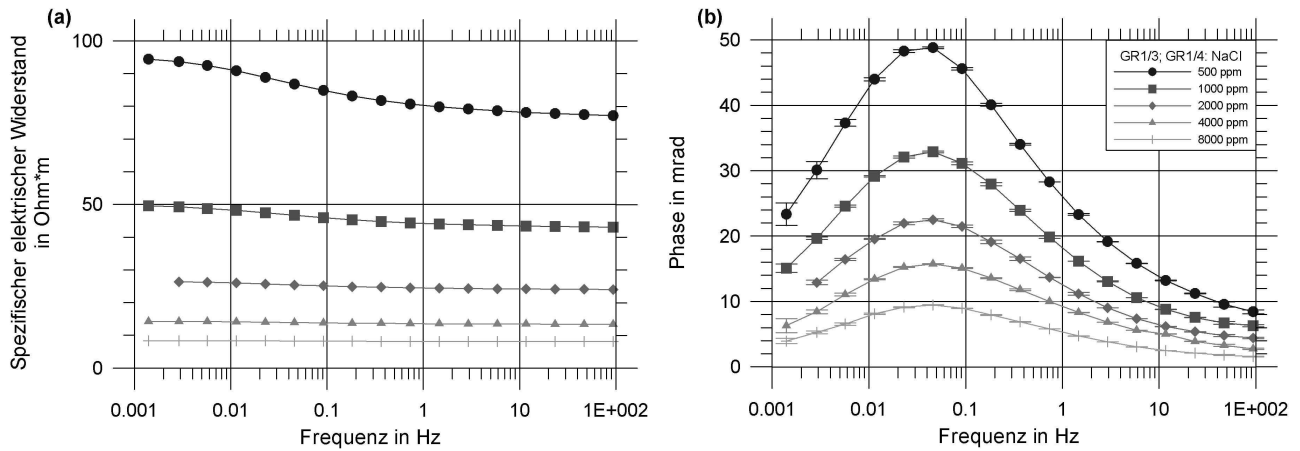 (a)
Spezifischer elektrischer Widerstand
in Ohm*m
100
50
0
0.001 0.01 0.1 1 10 100 1E+002
Frequenz in Hz
(b)
Phase in mrad
50
40
30
20
10
0
0.001 0.01 0.1 1 10 1E+002
Frequenz in Hz
GR1/3; GR1/4: NaCl
500 ppm
1000 ppm
2000 ppm
4000 ppm
8000 ppm